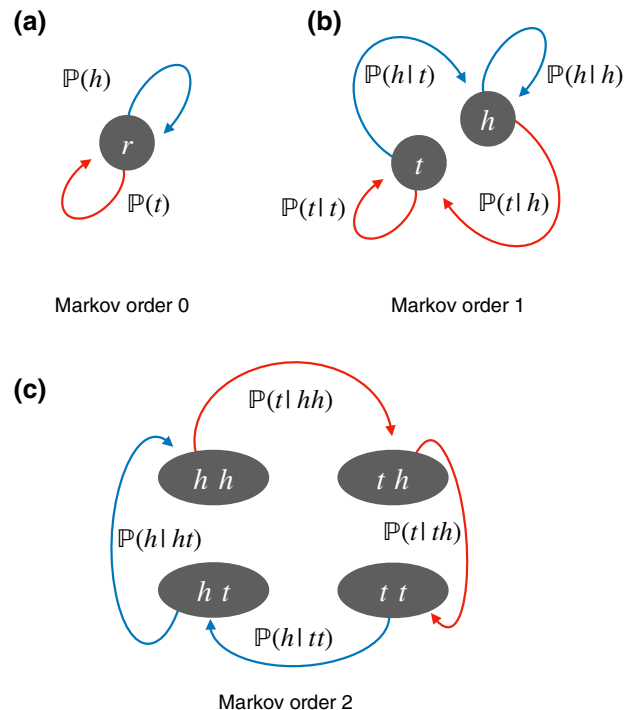 (a)
ℙ(h)
r
ℙ(t)
Markov order 0
(b)
ℙ(h| t)
ℙ(h| h)
h
t
ℙ(t| t)
ℙ(t| h)
Markov order 1
(c)
ℙ(t| hh)
h h
t h
ℙ(h| ht)
ℙ(t| th)
h t
t t
ℙ(h| tt)
Markov order 2